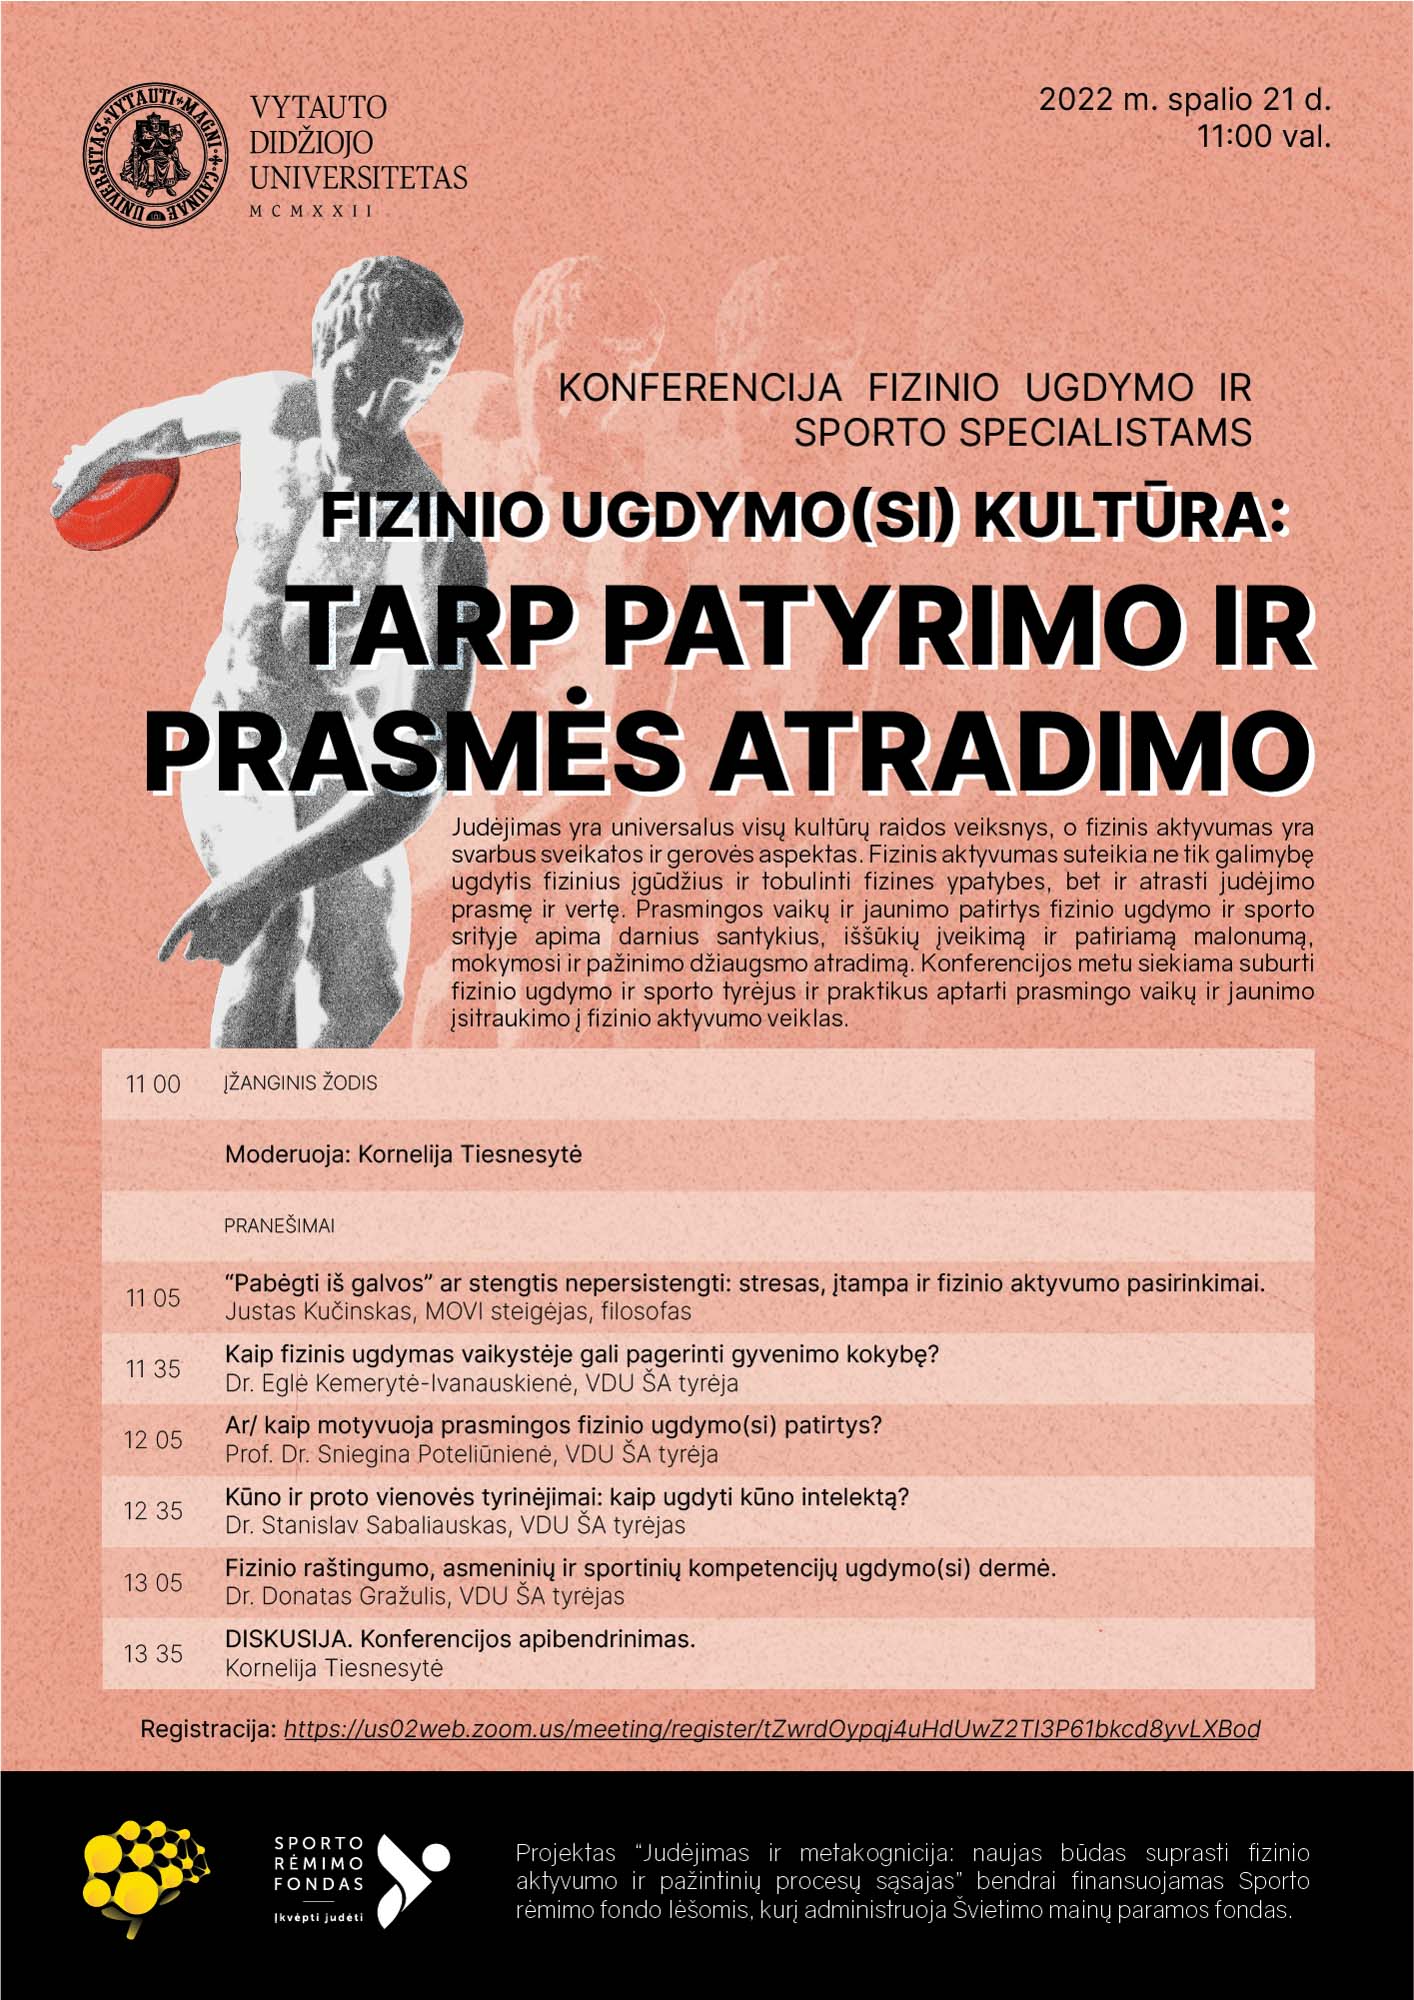 UNIVERSITAS VYTAUTI MAGNI CAUNAE
VYTAUTO
DIDŽIOJO
UNIVERSITETAS
MCMXXII
2022 m. spalio 21 d.
11:00 val.
KONFERENCIJA FIZINIO UGDYMO IR
SPORTO SPECIALISTAMS
FIZINIO UGDYMO(SI) KULTŪRA:
TARP PATYRIMO IR
PRASMĖS ATRADIMO
Judėjimas yra universalus visų kultūrų raidos veiksnys, o fizinis aktyvumas yra
svarbus sveikatos ir gerovės aspektas. Fizinis aktyvumas suteikia ne tik galimybę
ugdytis fizinius įgūdžius ir tobulinti fizines ypatybes, bet ir atrasti judėjimo
prasmę ir vertę. Prasmingos vaikų ir jaunimo patirtys fizinio ugdymo ir sporto
srityje apima darnius santykius, iššūkių įveikimą ir patiriamą malonumą,
mokymosi ir pažinimo džiaugsmo atradimą. Konferencijos metu siekiama suburti
fizinio ugdymo ir sporto tyrėjus ir praktikus aptarti prasmingo vaikų ir jaunimo
įsitraukimo į fizinio aktyvumo veiklas.
11 00 ĮŽANGINIS ŽODIS
Moderuoja: Kornelija Tiesnesytė
PRANEŠIMAI
11 05 “Pabėgti iš galvos” ar stengtis nepersistengti: stresas, įtampa ir fizinio aktyvumo pasirinkimai.
Justas Kučinskas, MOVI steigėjas, filosofas
11 35 Kaip fizinis ugdymas vaikystėje gali pagerinti gyvenimo kokybę?
Dr. Eglė Kemerytė-Ivanauskienė, VDU ŠA tyrėja
12 05 Ar/ kaip motyvuoja prasmingos fizinio ugdymo(si) patirtys?
Prof. Dr. Sniegina Poteliūnienė, VDU ŠA tyrėja
12 35 Kūno ir proto vienovės tyrinėjimai: kaip ugdyti kūno intelektą?
Dr. Stanislav Sabaliauskas, VDU ŠA tyrėjas
13 05 Fizinio raštingumo, asmeninių ir sportinių kompetencijų ugdymo(si) dermė.
Dr. Donatas Gražulis, VDU ŠA tyrėjas
13 35 DISKUSIJA. Konferencijos apibendrinimas.
Kornelija Tiesnesytė
Registracija: https://us02web.zoom.us/meeting/register/tZwrdOypqj4uHdUwZ2TI3P61bkcd8yvLXBod
SPORTO
RĖMIMO
FONDAS
Įkvėpti judėti
Projektas “Judėjimas ir metakognicija: naujas būdas suprasti fizinio
aktyvumo ir pažintinių procesų sąsajas” bendrai finansuojamas Sporto
rėmimo fondo lėšomis, kurį administruoja Švietimo mainų paramos fondas.